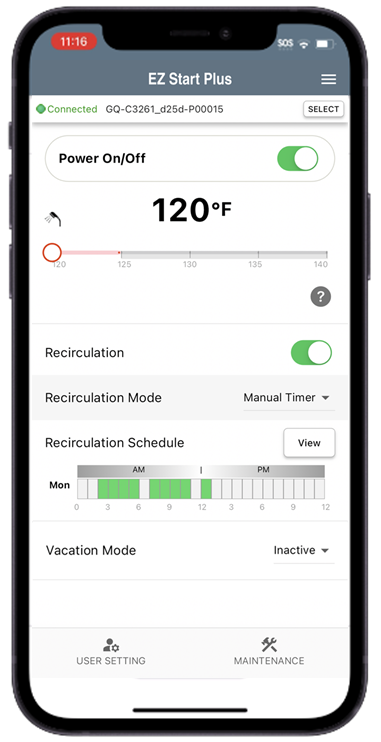 11:16 SOS
EZ Start Plus
Connected GQ-C3261_d25d-P00015 SELECT
Power On/Off
120°F
120 125 130 135 140
?
Recirculation
Recirculation Mode Manual Timer
Recirculation Schedule View
AM PM
Mon
0 3 6 9 12 3 6 9 12
Vacation Mode Inactive
USER SETTING MAINTENANCE